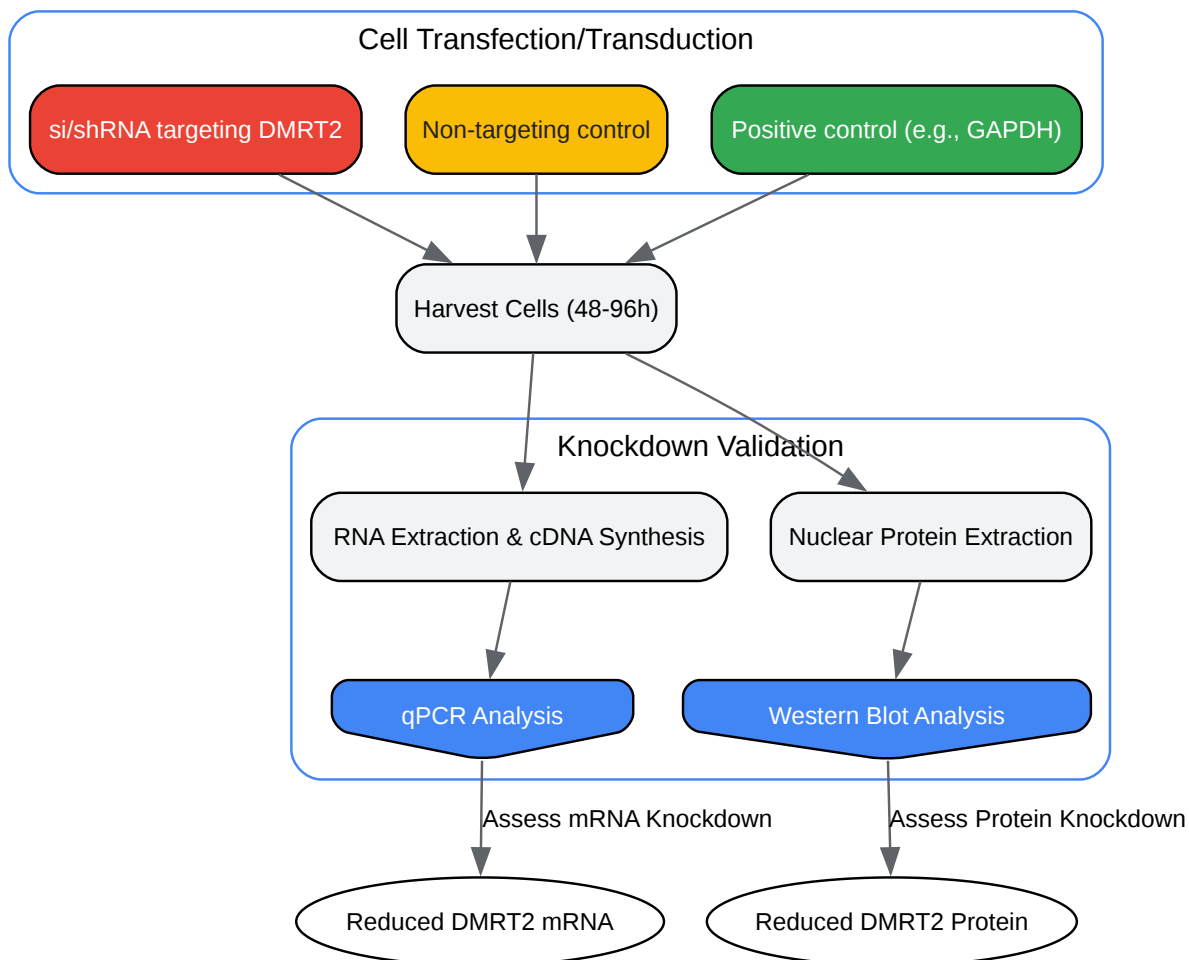 Cell Transfection/Transduction
si/shRNA targeting DMRT2
Non-targeting control
Positive control (e.g., GAPDH)
Harvest Cells (48-96h)
Knockdown Validation
RNA Extraction & cDNA Synthesis
Nuclear Protein Extraction
qPCR Analysis
Western Blot Analysis
Assess mRNA Knockdown
Assess Protein Knockdown
Reduced DMRT2 mRNA
Reduced DMRT2 Protein